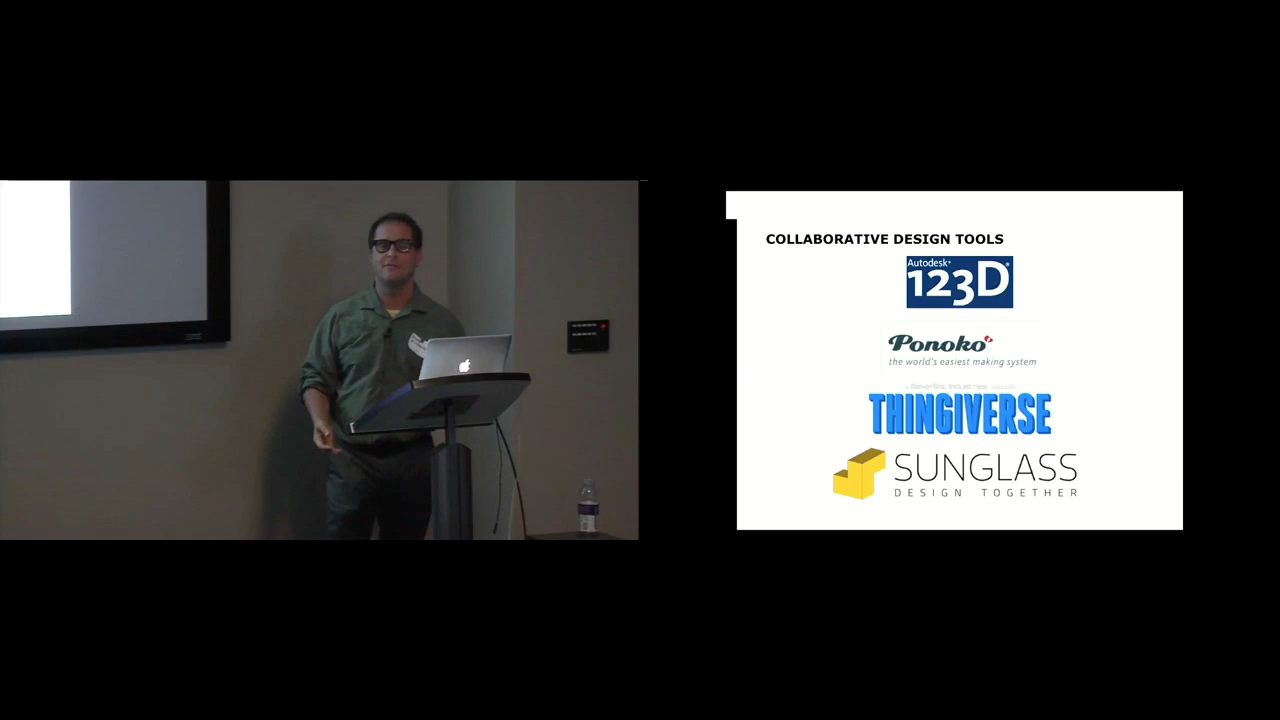 COLLABORATIVE DESIGN TOOLS
Autodesk®
123D®
Ponoko
the world's easiest making system
THINGIVERSE
SUNGLASS
DESIGN TOGETHER